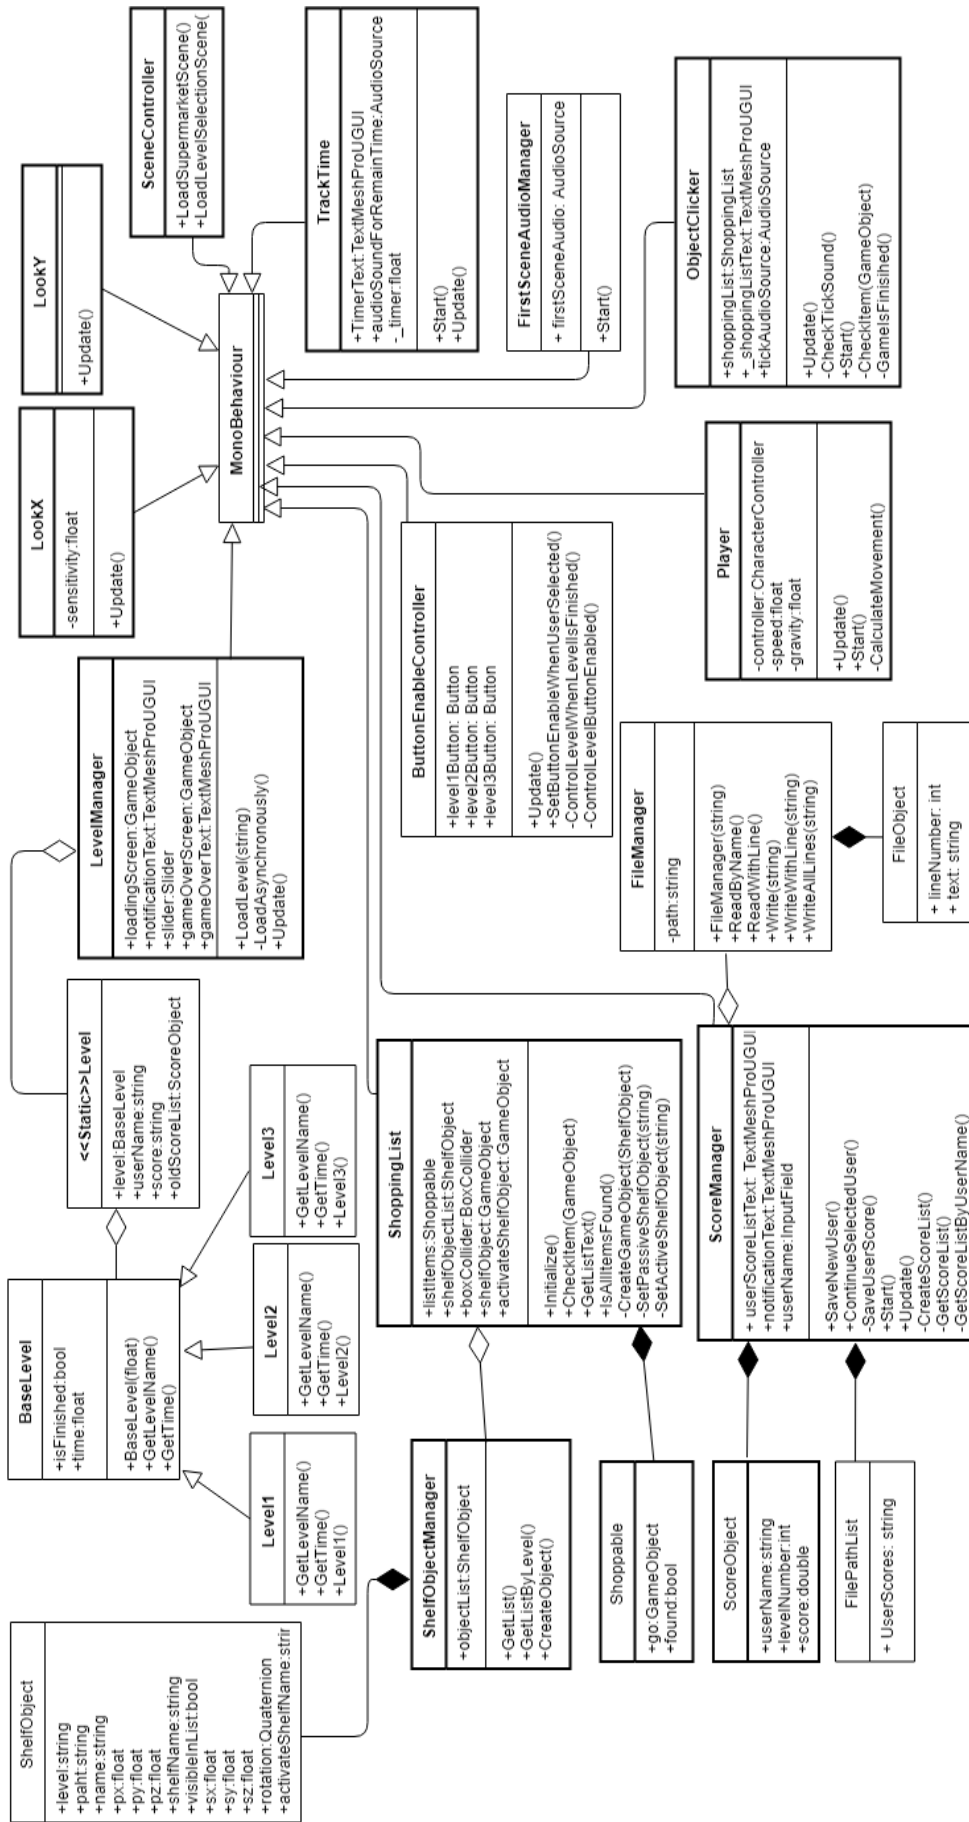 ShelfObject
+level:string
+paht:string
+name:string
+px:float
+py:float
+pz:float
+shelfName:string
+visibleInList:bool
+sx:float
+sy:float
+sz:float
+rotation:Quaternion
+activateShelfName:strir
BaseLevel
+isFinished:bool
+time:float
+BaseLevel(float)
+GetLevelName()
+GetTime()
<<Static>>Level
+level:BaseLevel
+userName:string
+score:string
+oldScoreList:ScoreObject
Level1
+GetLevelName()
+GetTime()
+Level1()
Level2
+GetLevelName()
+GetTime()
+Level2()
Level3
+GetLevelName()
+GetTime()
+Level3()
LevelManager
+loadingScreen:GameObject
+notificationText:TextMeshProUGUI
+slider:Slider
+gameOverScreen:GameObject
+gameOverText:TextMeshProUGUI
+LoadLevel(string)
-LoadAsynchronously()
+Update()
LookX
-sensitivity:float
+Update()
LookY
+Update()
SceneController
+LoadSupermarketScene()
+LoadLevelSelectionScene(
MonoBehaviour
TrackTime
+TimerText:TextMeshProUGUI
+audioSoundForRemainTime:AudioSource
-_timer:float
+Start()
+Update()
FirstSceneAudioManager
+ firstSceneAudio: AudioSource
+Start()
ObjectClicker
+shoppingList:ShoppingList
+_shoppingListText:TextMeshProUGUI
+tickAudioSource:AudioSource
+Update()
-CheckTickSound()
+Start()
-CheckItem(GameObject)
-GameIsFinisihed()
Player
-controller:CharacterController
-speed:float
-gravity:float
+Update()
+Start()
-CalculateMovement()
ButtonEnableController
+level1Button: Button
+level2Button: Button
+level3Button: Button
+Update()
+SetButtonEnableWhenUserSelected()
-ControlLevelWhenLevelIsFinished()
-ControlLevelButtonEnabled()
ShelfObjectManager
+objectList:ShelfObject
+GetList()
+GetListByLevel()
+CreateObject()
ShoppingList
+listItems:Shoppable
+shelfObjectList:ShelfObject
+boxCollider:BoxCollider
+shelfObject:GameObject
+activateShelfObject:GameObject
+Initialize()
+CheckItem(GameObject)
+GetListText()
+IsAllItemsFound()
-CreateGameObject(ShelfObject)
-SetPassiveShelfObject(string)
-SetActiveShelfObject(string)
FileManager
-path:string
+FileManager(string)
+ReadByName()
+ReadWithLine()
+Write(string)
+WriteWithLine(string)
+WriteAllLines(string)
FileObject
+ lineNumber: int
+ text: string
Shoppable
+go:GameObject
+found:bool
ScoreObject
+userName:string
+levelNumber:int
+score:double
FilePathList
+ UserScores: string
ScoreManager
+ userScoreListText: TextMeshProUGUI
+notificationText:TextMeshProUGUI
+userName:InputField
+SaveNewUser()
+ContinueSelectedUser()
-SaveUserScore()
+Start()
+Update()
-CreateScoreList()
-GetScoreList()
-GetScoreListByUserName()